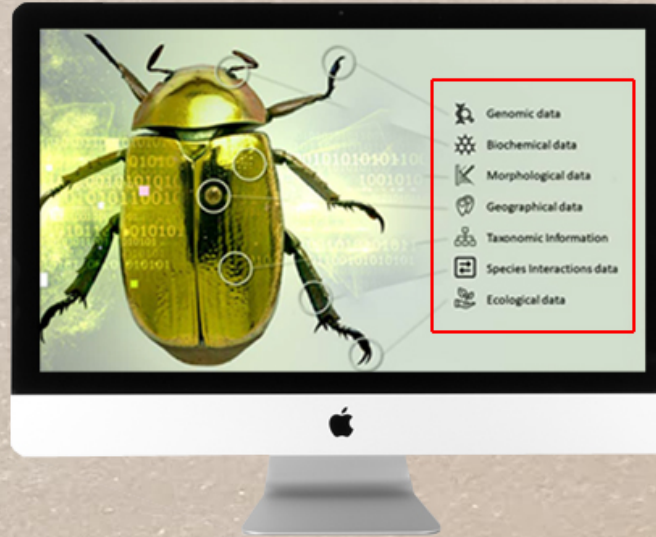 Genomic data
Biochemical data
Morphological data
Geographical data
Taxonomic Information
Species Interactions data
Ecological data